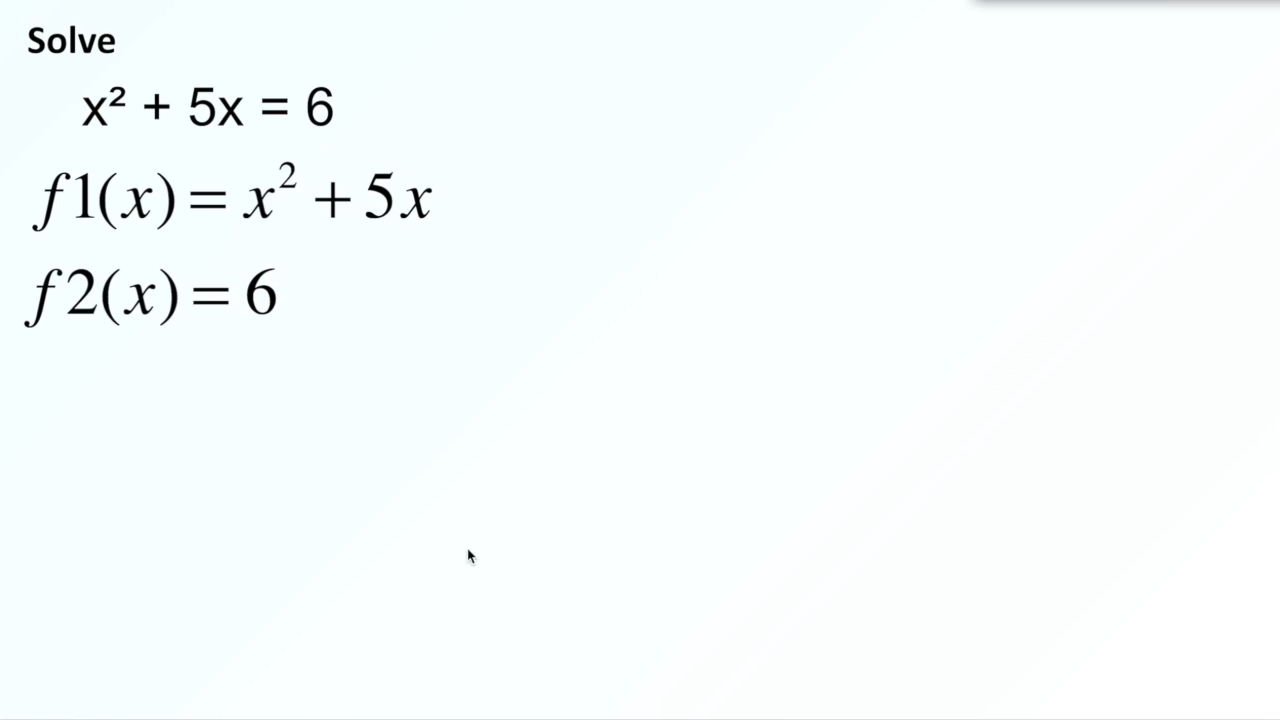 Solve
x² + 5x = 6
f1(x) = x² + 5x
f2(x) = 6